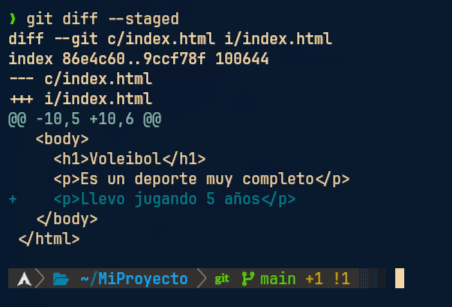 ❯ git diff --staged
diff --git c/index.html i/index.html
index 86e4c60..9ccf78f 100644
--- c/index.html
+++ i/index.html
@@ -10,5 +10,6 @@
   <body>
     <h1>Voleibol</h1>
     <p>Es un deporte muy completo</p>
+    <p>Llevo jugando 5 años</p>
   </body>
 </html>
~/MiProyecto git main +1 !1